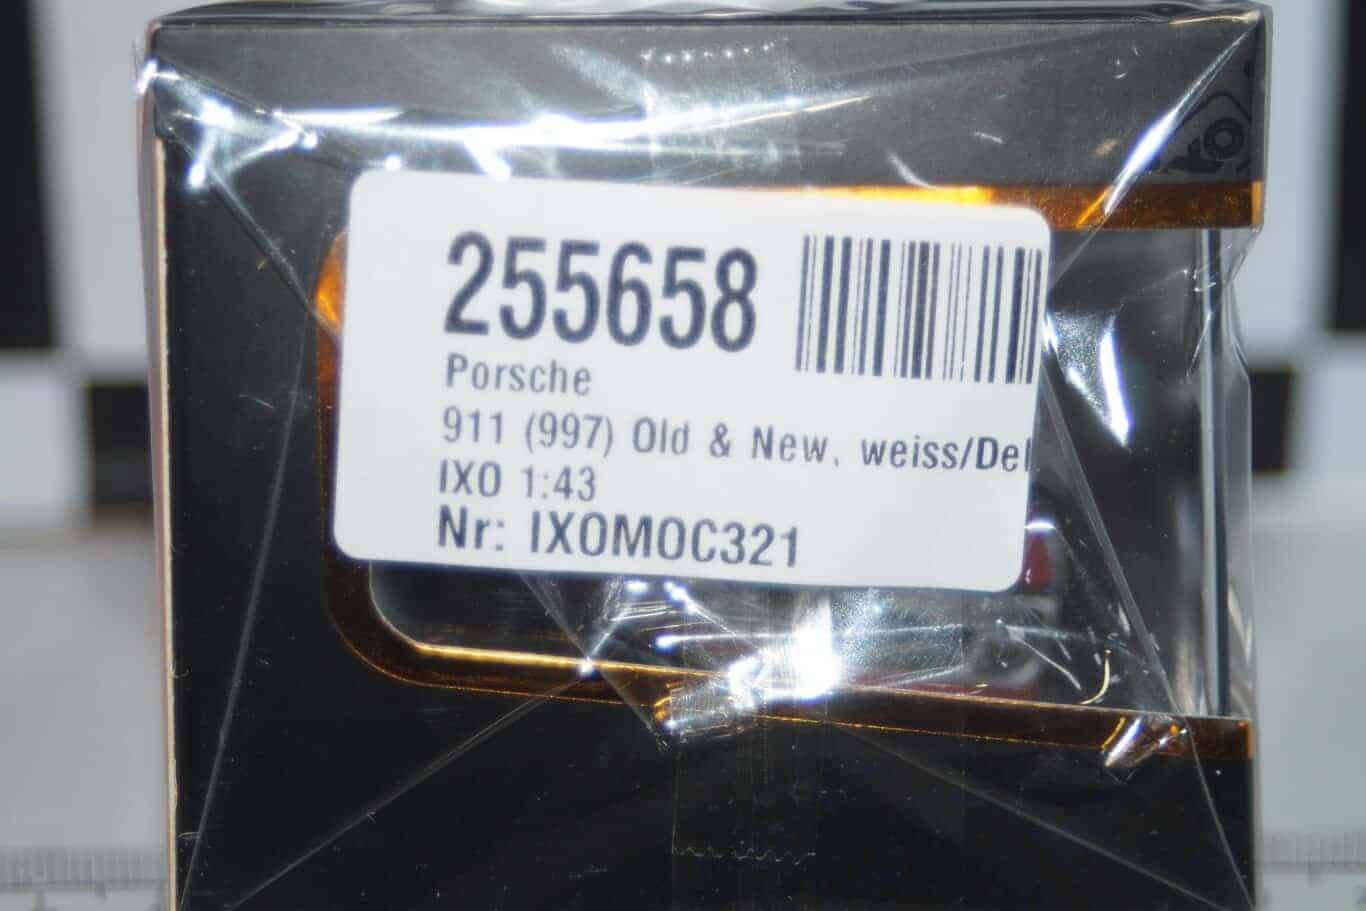 255658
Porsche
911 (997) Old & New, weiss/Del
IXO 1:43
Nr: IXOMOC321